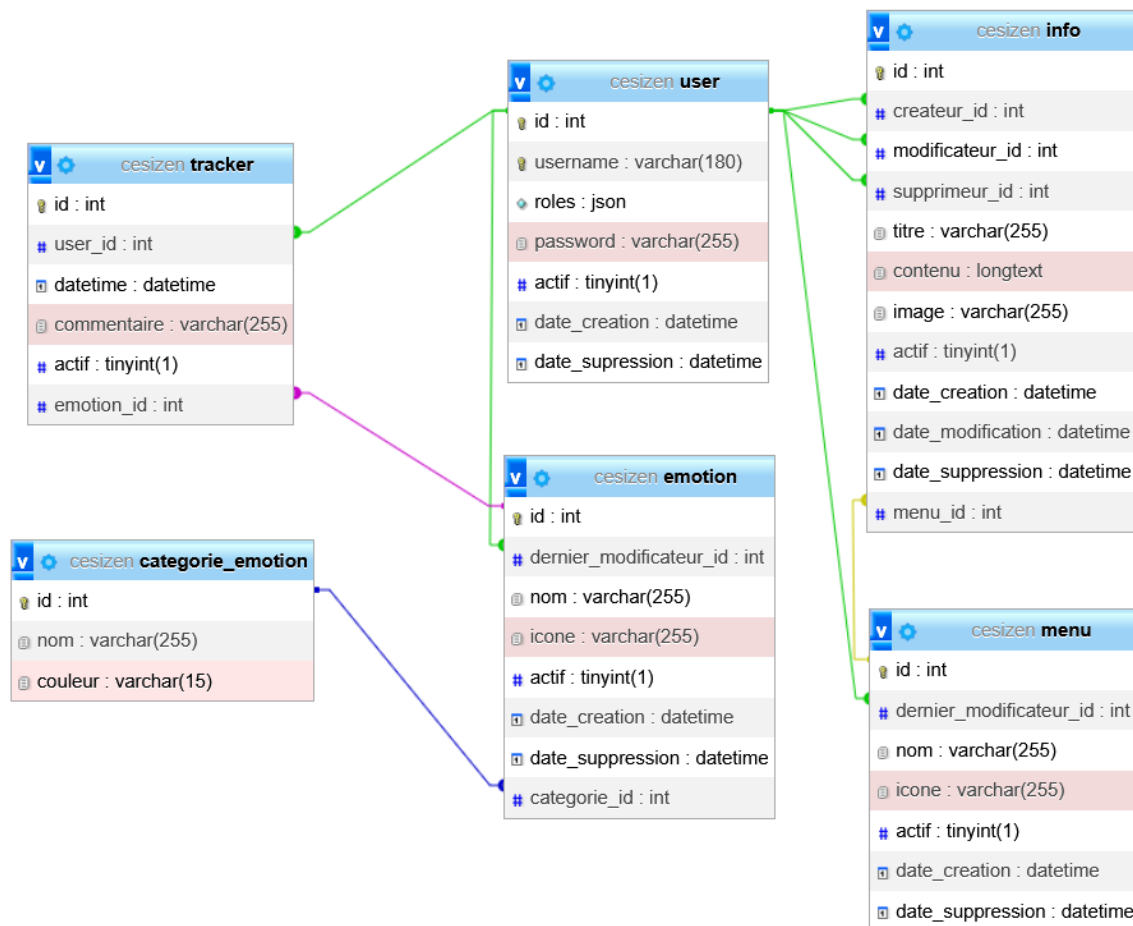 cesizen tracker
id : int
user_id : int
datetime : datetime
commentaire : varchar(255)
actif : tinyint(1)
emotion_id : int
cesizen categorie_emotion
id : int
nom : varchar(255)
couleur : varchar(15)
cesizen user
id : int
username : varchar(180)
roles : json
password : varchar(255)
actif : tinyint(1)
date_creation : datetime
date_supression : datetime
cesizen emotion
id : int
dernier_modificateur_id : int
nom : varchar(255)
icone : varchar(255)
actif : tinyint(1)
date_creation : datetime
date_suppression : datetime
categorie_id : int
cesizen info
id : int
createur_id : int
modificateur_id : int
supprimeur_id : int
titre : varchar(255)
contenu : longtext
image : varchar(255)
actif : tinyint(1)
date_creation : datetime
date_modification : datetime
date_suppression : datetime
menu_id : int
cesizen menu
id : int
dernier_modificateur_id : int
nom : varchar(255)
icone : varchar(255)
actif : tinyint(1)
date_creation : datetime
date_suppression : datetime